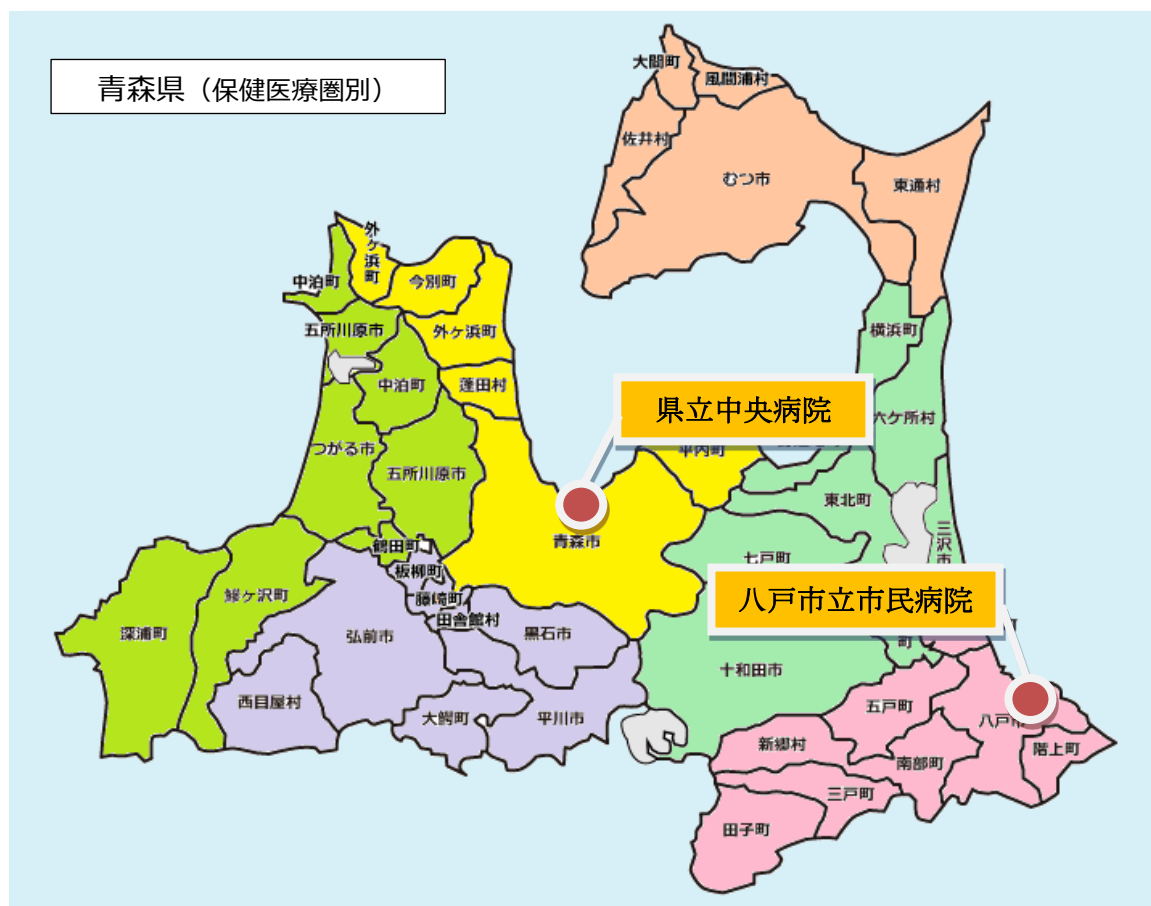 青森県（保健医療圏別）
大間町
風間浦村
佐井村
むつ市
東通村
外ヶ浜町
今別町
中泊町
五所川原市
外ヶ浜町
横浜町
中泊町
蓬田村
県立中央病院
六ケ所村
つがる市
五所川原市
平内町
東北町
青森市
三沢市
鶴田町
七戸町
板柳町
鰺ヶ沢町
藤崎町
八戸市立市民病院
田舎館村
深浦町
弘前市
黒石市
町
町
十和田市
西目屋村
大鰐町
平川市
五戸町
八戸市
新郷村
南部町
階上町
三戸町
田子町